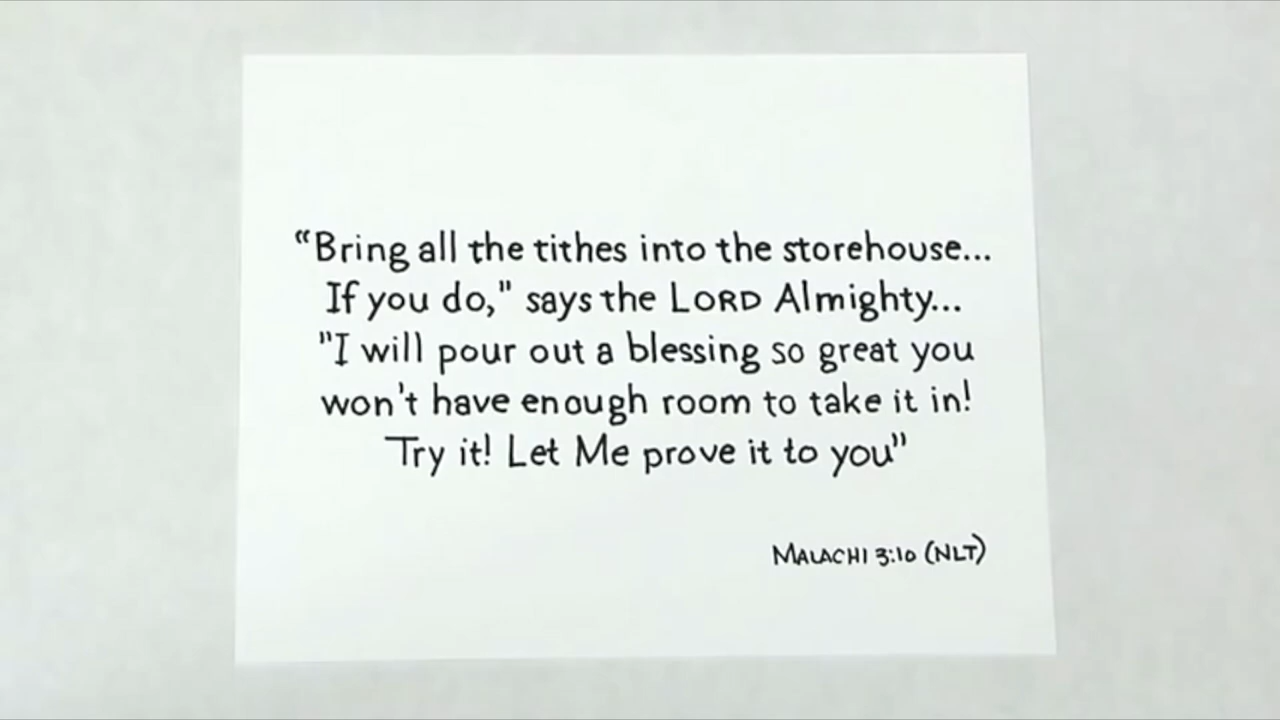 “Bring all the tithes into the storehouse...
If you do," says the LORD Almighty...
"I will pour out a blessing so great you
won't have enough room to take it in!
Try it! Let Me prove it to you”
MALACHI 3:10 (NLT)